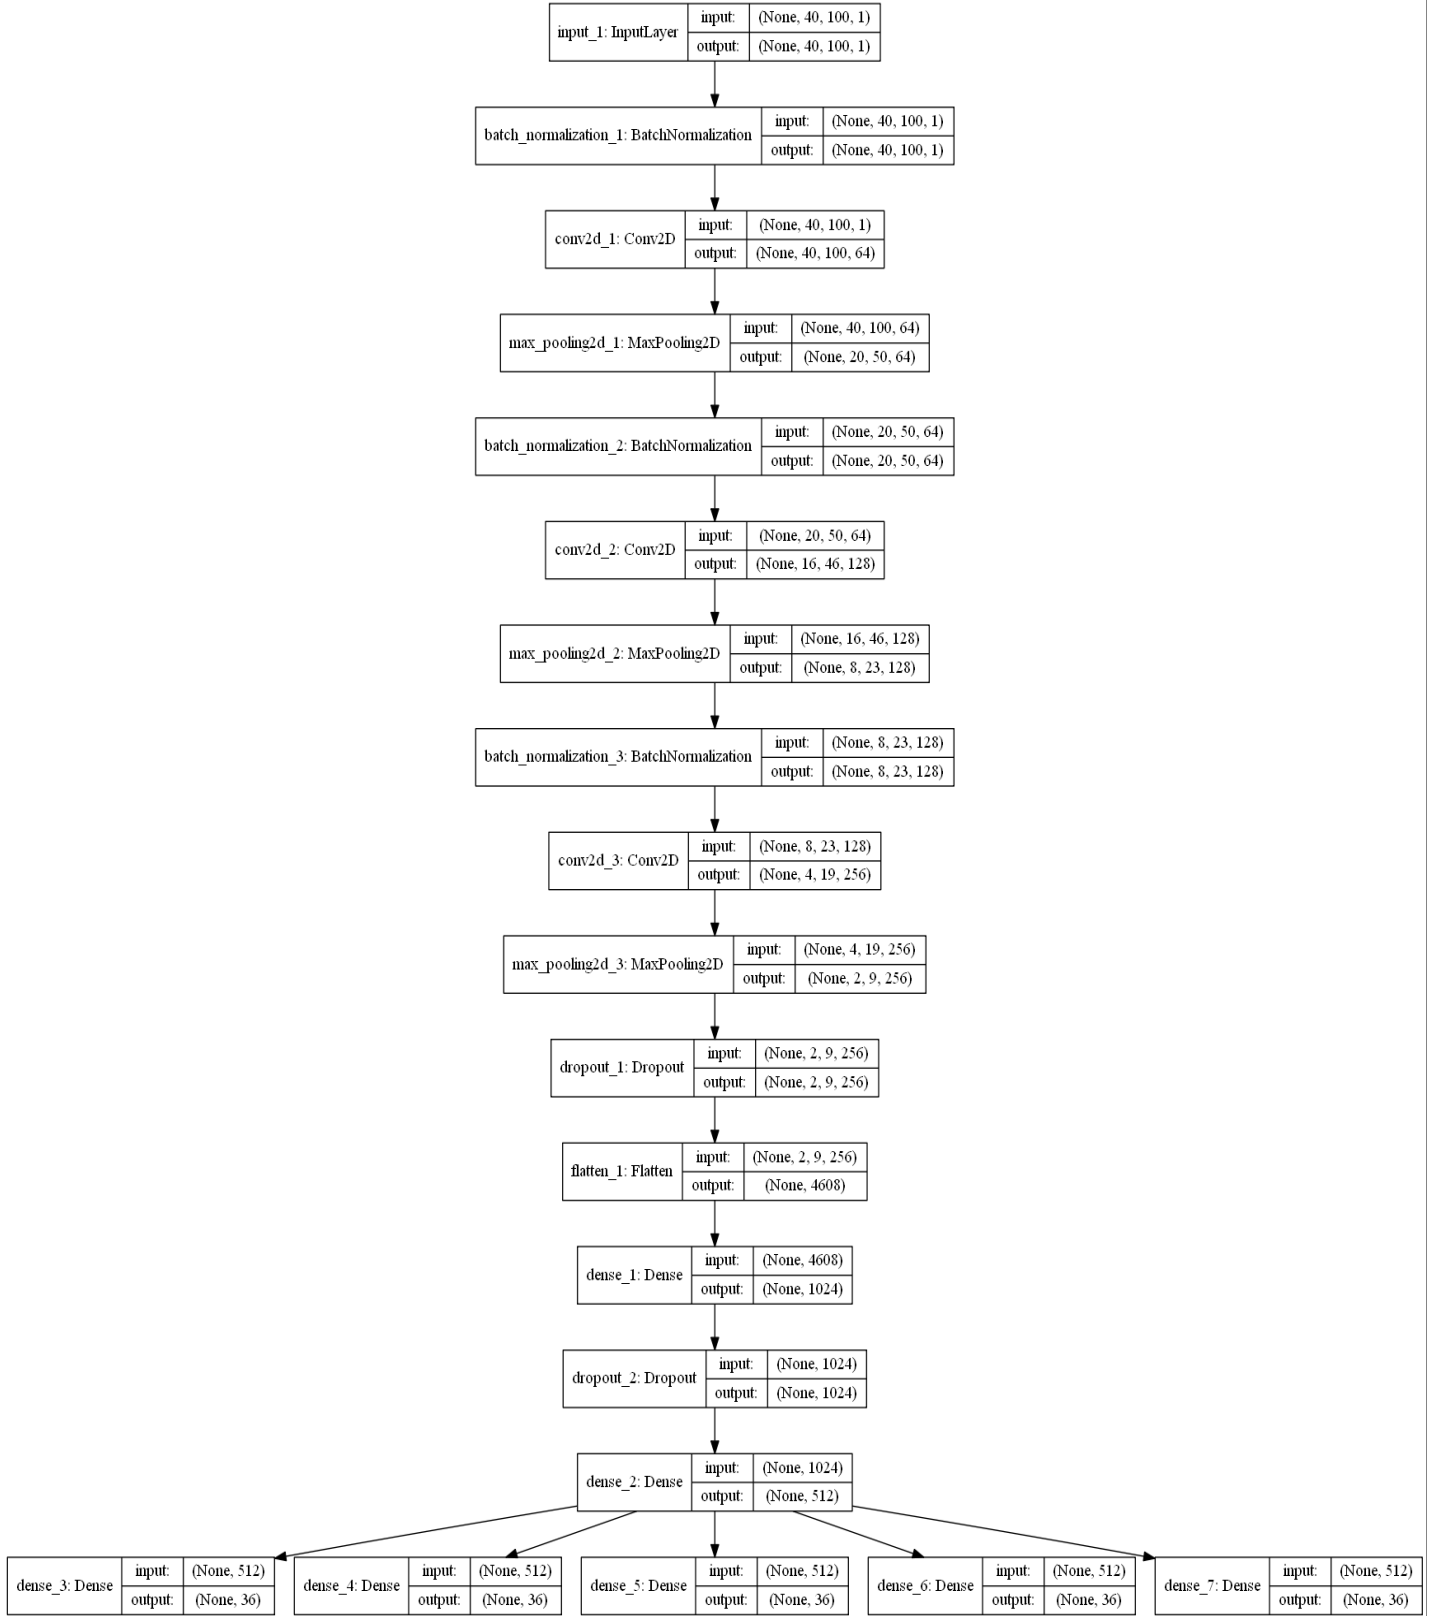 input_1: InputLayer
input: (None, 40, 100, 1)
output: (None, 40, 100, 1)
batch_normalization_1: BatchNormalization
input: (None, 40, 100, 1)
output: (None, 40, 100, 1)
conv2d_1: Conv2D
input: (None, 40, 100, 1)
output: (None, 40, 100, 64)
max_pooling2d_1: MaxPooling2D
input: (None, 40, 100, 64)
output: (None, 20, 50, 64)
batch_normalization_2: BatchNormalization
input: (None, 20, 50, 64)
output: (None, 20, 50, 64)
conv2d_2: Conv2D
input: (None, 20, 50, 64)
output: (None, 16, 46, 128)
max_pooling2d_2: MaxPooling2D
input: (None, 16, 46, 128)
output: (None, 8, 23, 128)
batch_normalization_3: BatchNormalization
input: (None, 8, 23, 128)
output: (None, 8, 23, 128)
conv2d_3: Conv2D
input: (None, 8, 23, 128)
output: (None, 4, 19, 256)
max_pooling2d_3: MaxPooling2D
input: (None, 4, 19, 256)
output: (None, 2, 9, 256)
dropout_1: Dropout
input: (None, 2, 9, 256)
output: (None, 2, 9, 256)
flatten_1: Flatten
input: (None, 2, 9, 256)
output: (None, 4608)
dense_1: Dense
input: (None, 4608)
output: (None, 1024)
dropout_2: Dropout
input: (None, 1024)
output: (None, 1024)
dense_2: Dense
input: (None, 1024)
output: (None, 512)
dense_3: Dense
input: (None, 512)
output: (None, 36)
dense_4: Dense
input: (None, 512)
output: (None, 36)
dense_5: Dense
input: (None, 512)
output: (None, 36)
dense_6: Dense
input: (None, 512)
output: (None, 36)
dense_7: Dense
input: (None, 512)
output: (None, 36)